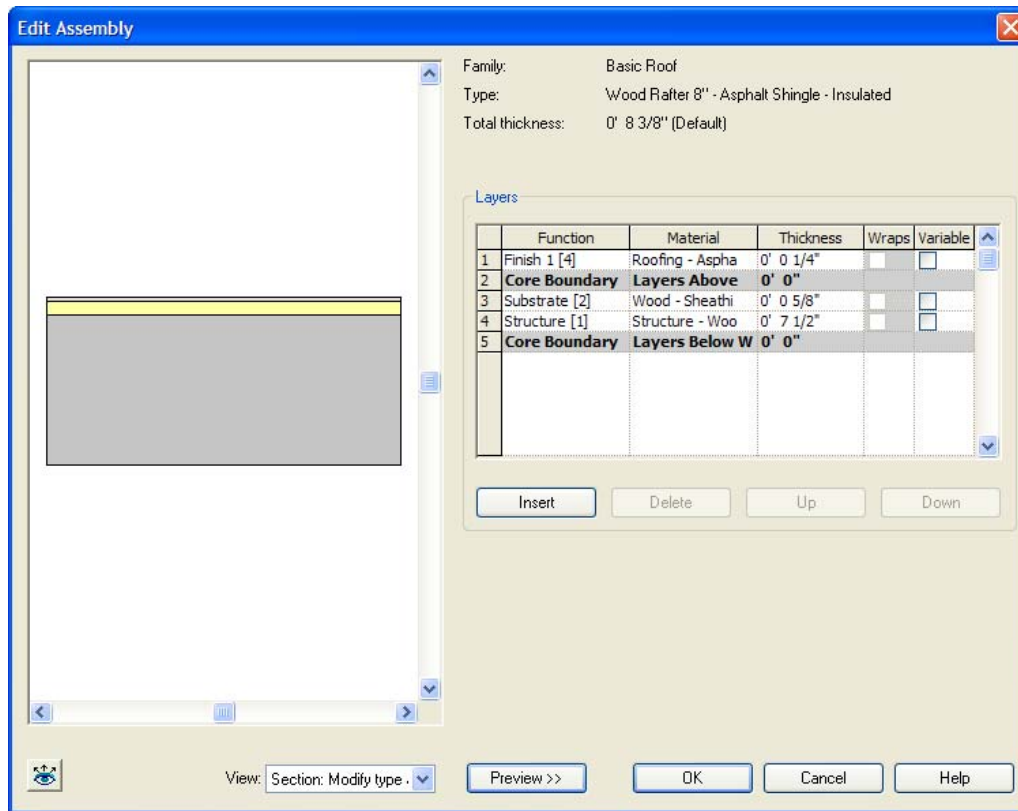 Edit Assembly
Family: Basic Roof
Type: Wood Rafter 8" - Asphalt Shingle - Insulated
Total thickness: 0' 8 3/8" (Default)
Layers
Function Material Thickness Wraps Variable
1 Finish 1 [4] Roofing - Aspha 0' 0 1/4"
2 Core Boundary Layers Above 0' 0"
3 Substrate [2] Wood - Sheathi 0' 0 5/8"
4 Structure [1] Structure - Woo 0' 7 1/2"
5 Core Boundary Layers Below W 0' 0"
Insert Delete Up Down
View: Section: Modify type Preview >> OK Cancel Help